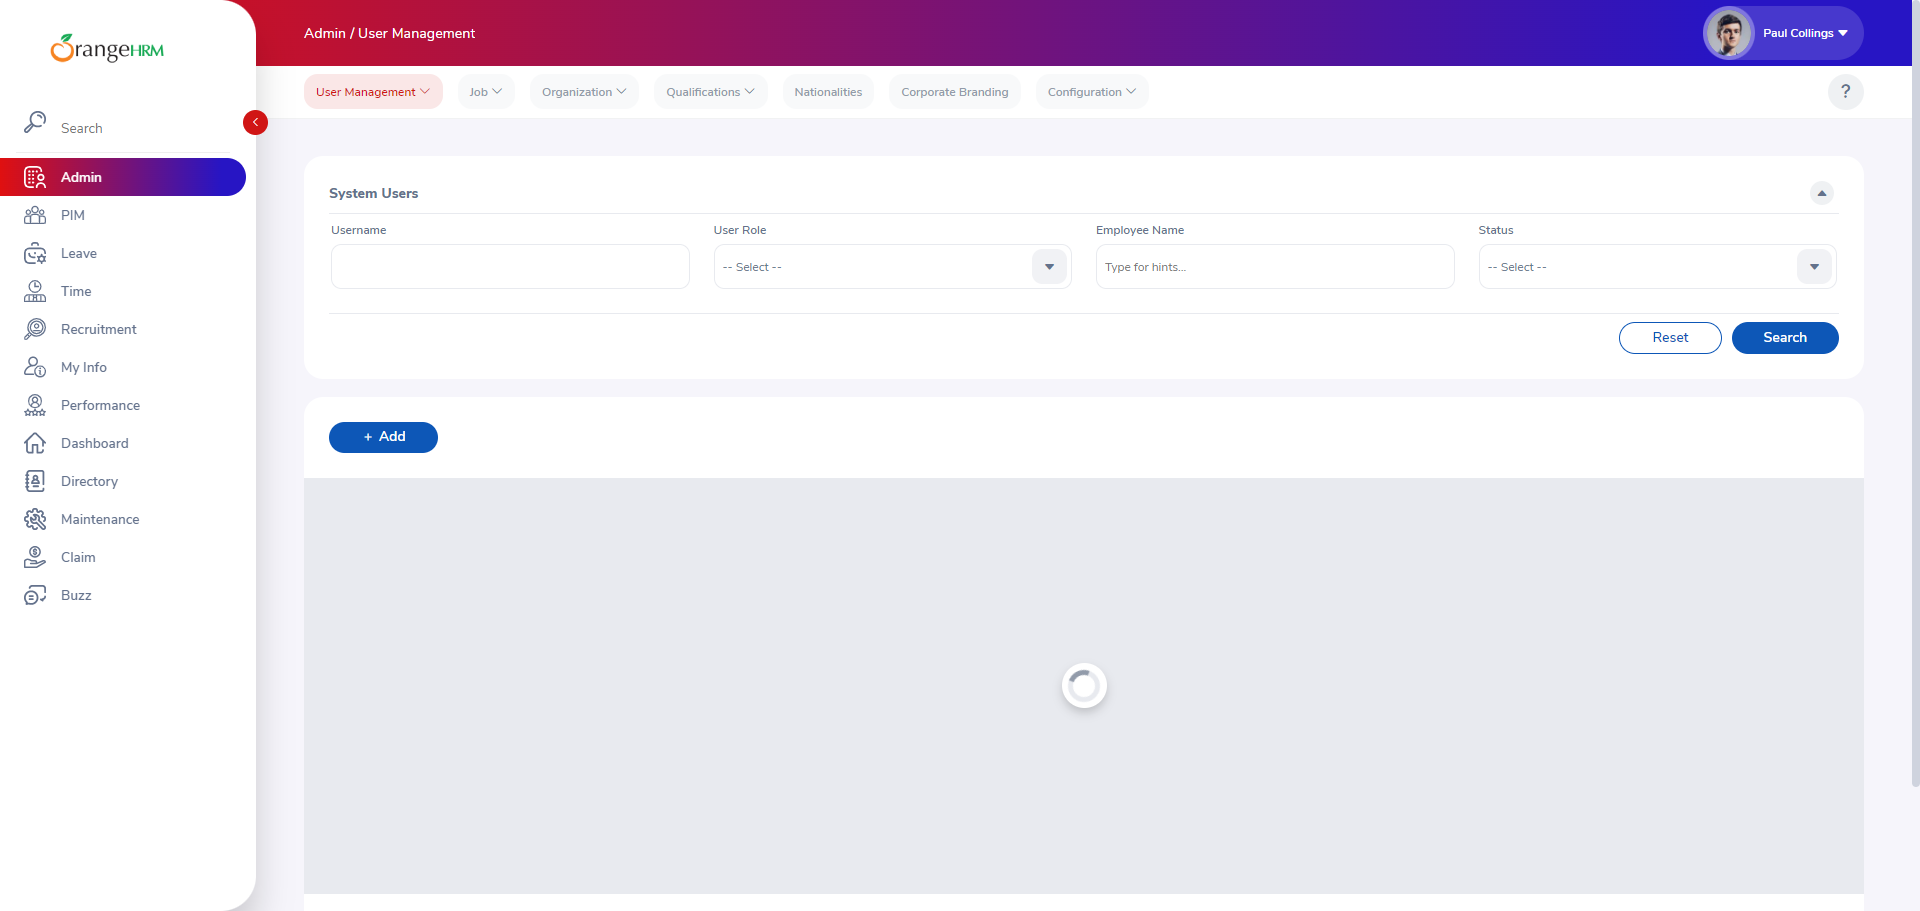 OrangeHRM
Admin / User Management
Paul Collings
Search
Admin
PIM
Leave
Time
Recruitment
My Info
Performance
Dashboard
Directory
Maintenance
Claim
Buzz
User Management
Job
Organization
Qualifications
Nationalities
Corporate Branding
Configuration
?
System Users
Username
User Role
Employee Name
Status
-- Select --
Type for hints...
-- Select --
Reset
Search
+ Add